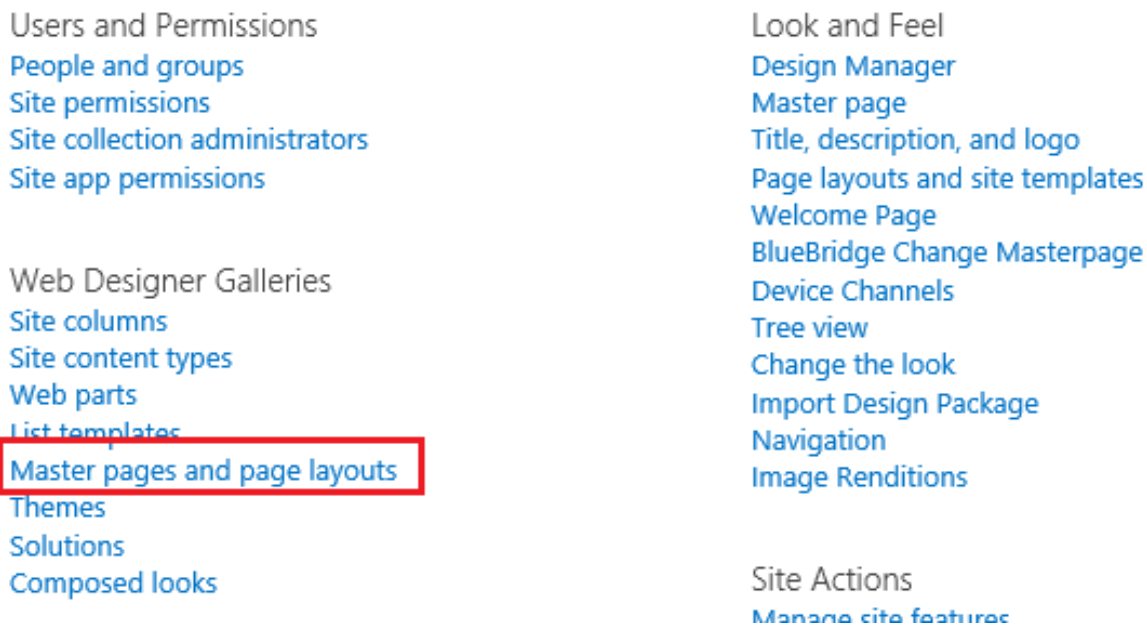 Users and Permissions
People and groups
Site permissions
Site collection administrators
Site app permissions
Web Designer Galleries
Site columns
Site content types
Web parts
List templates
Master pages and page layouts
Themes
Solutions
Composed looks
Look and Feel
Design Manager
Master page
Title, description, and logo
Page layouts and site templates
Welcome Page
BlueBridge Change Masterpage
Device Channels
Tree view
Change the look
Import Design Package
Navigation
Image Renditions
Site Actions
Manage site features